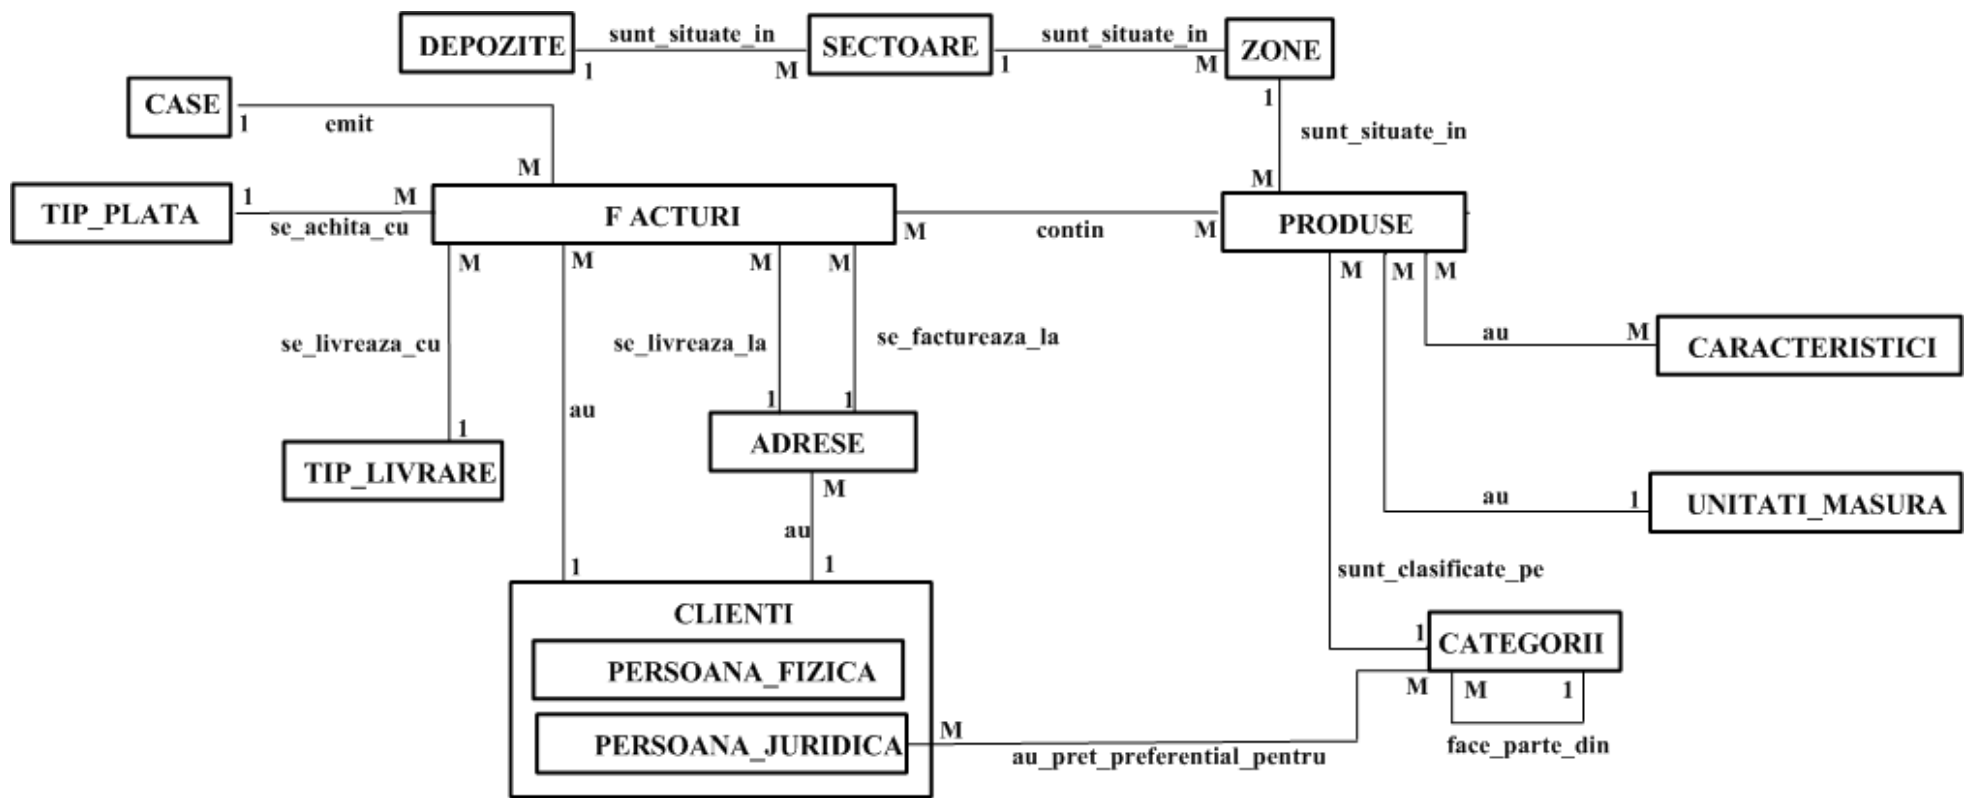 DEPOZITE
sunt_situate_in
1
M
SECTOARE
sunt_situate_in
1
M
ZONE
1
sunt_situate_in
M
CASE
1
emit
M
TIP_PLATA
1
M
se_achita_cu
F ACTURI
M
contin
M
PRODUSE
M
M
M
M
M
M
M
se_livreaza_cu
se_livreaza_la
se_factureaza_la
au
M
CARACTERISTICI
au
1
1
1
ADRESE
TIP_LIVRARE
M
au
1
UNITATI_MASURA
au
1
1
sunt_clasificate_pe
CLIENTI
PERSOANA_FIZICA
PERSOANA_JURIDICA
1
CATEGORII
M
M
1
M
au_pret_preferential_pentru
face_parte_din